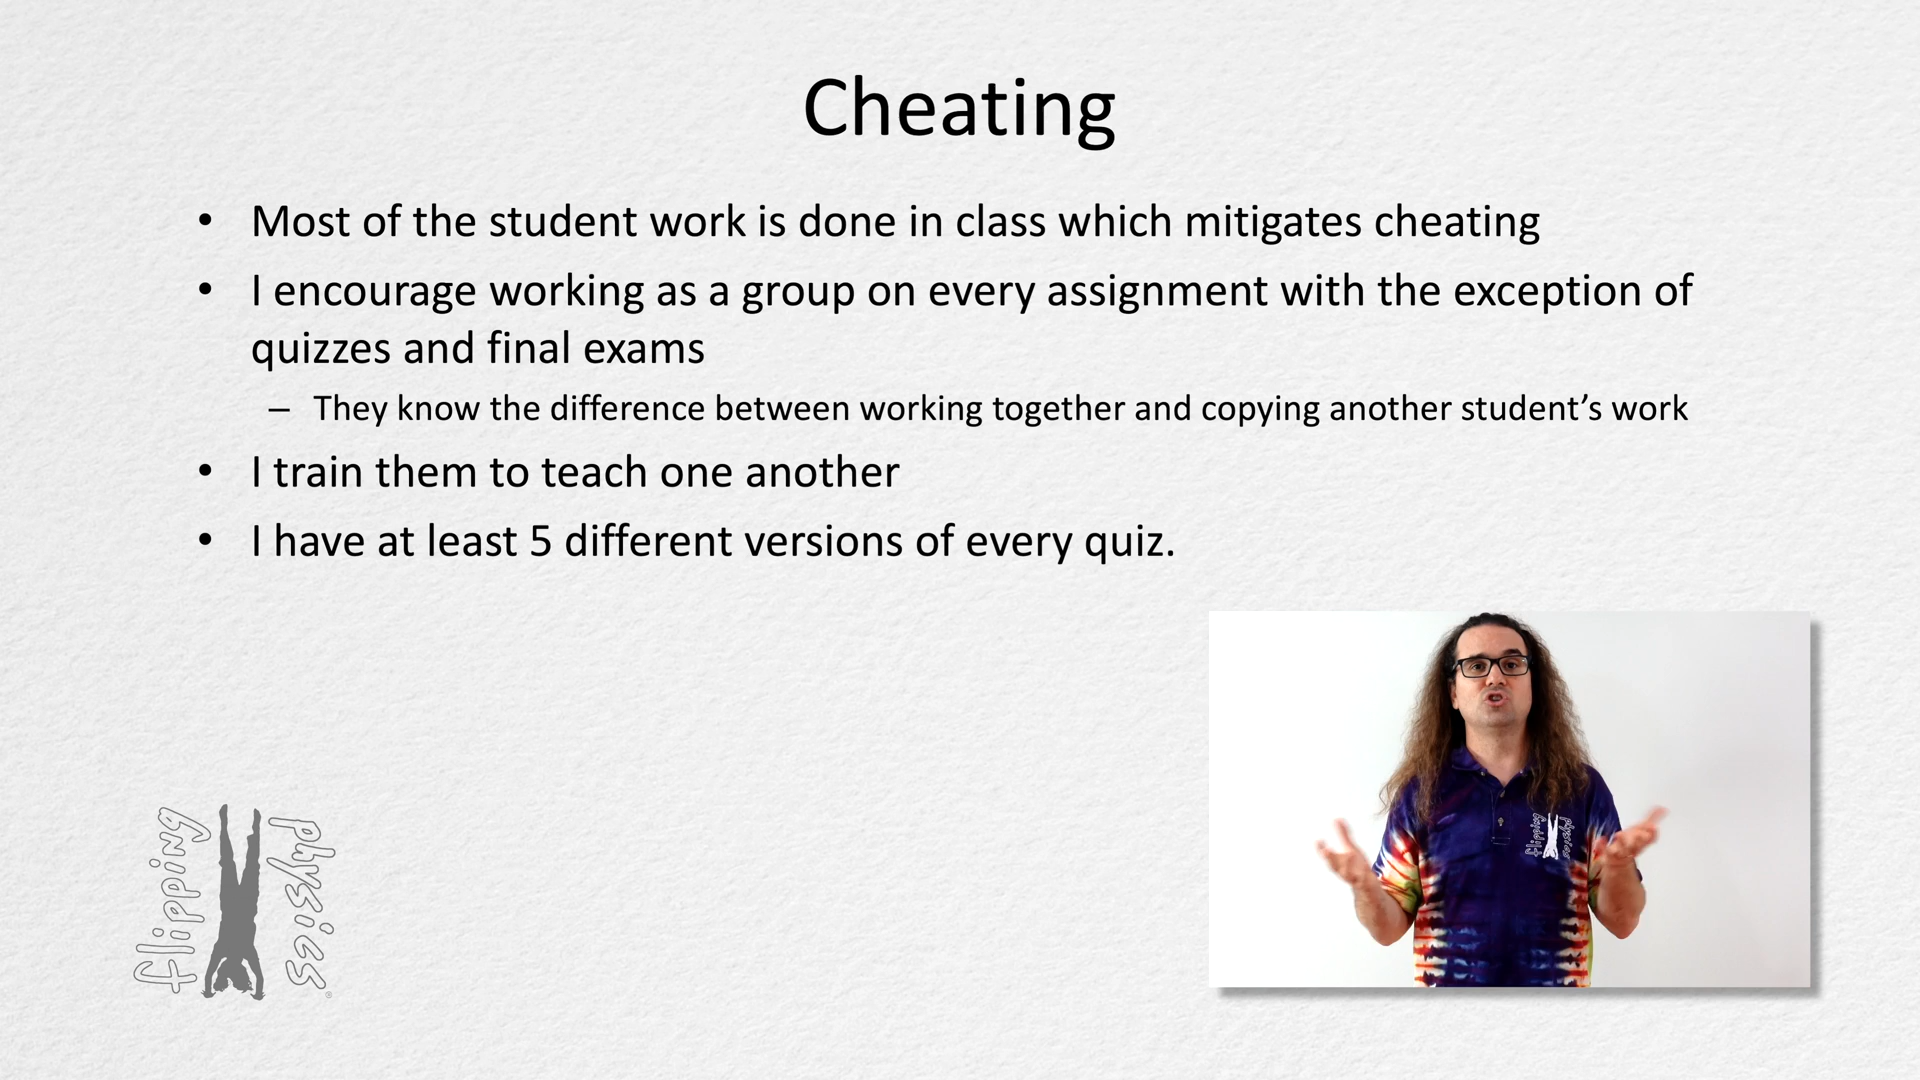 Cheating
• Most of the student work is done in class which mitigates cheating
• I encourage working as a group on every assignment with the exception of
quizzes and final exams
– They know the difference between working together and copying another student’s work
• I train them to teach one another
• I have at least 5 different versions of every quiz.
flipping
physics
®
flipping
physics